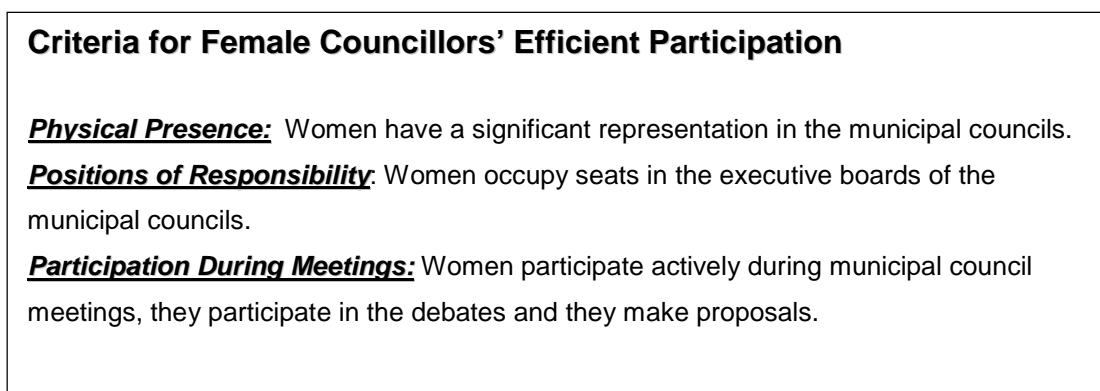 Criteria for Female Councillors’ Efficient Participation
Physical Presence: Women have a significant representation in the municipal councils.
Positions of Responsibility: Women occupy seats in the executive boards of the
municipal councils.
Participation During Meetings: Women participate actively during municipal council
meetings, they participate in the debates and they make proposals.